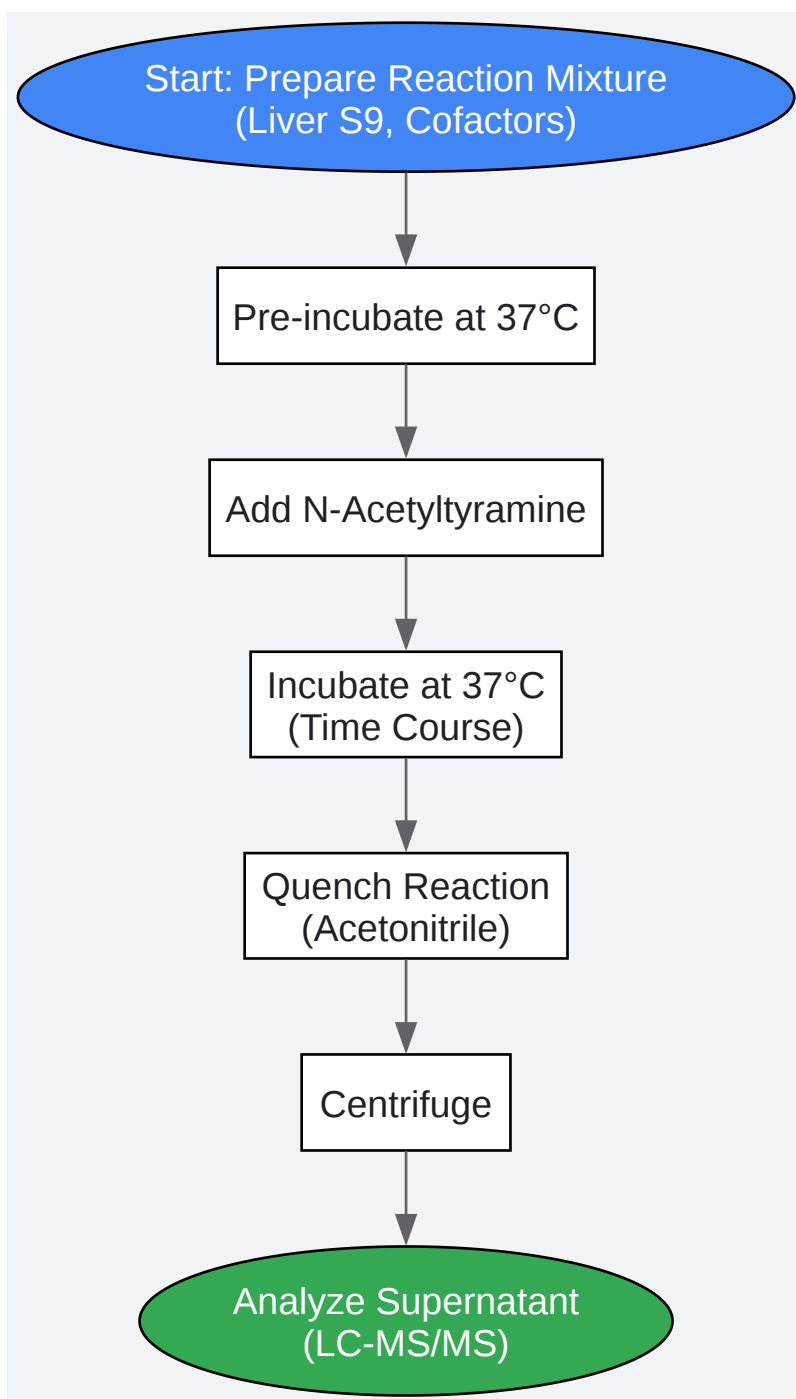 Start: Prepare Reaction Mixture
(Liver S9, Cofactors)
Pre-incubate at 37°C
Add N-Acetyltyramine
Incubate at 37°C
(Time Course)
Quench Reaction
(Acetonitrile)
Centrifuge
Analyze Supernatant
(LC-MS/MS)